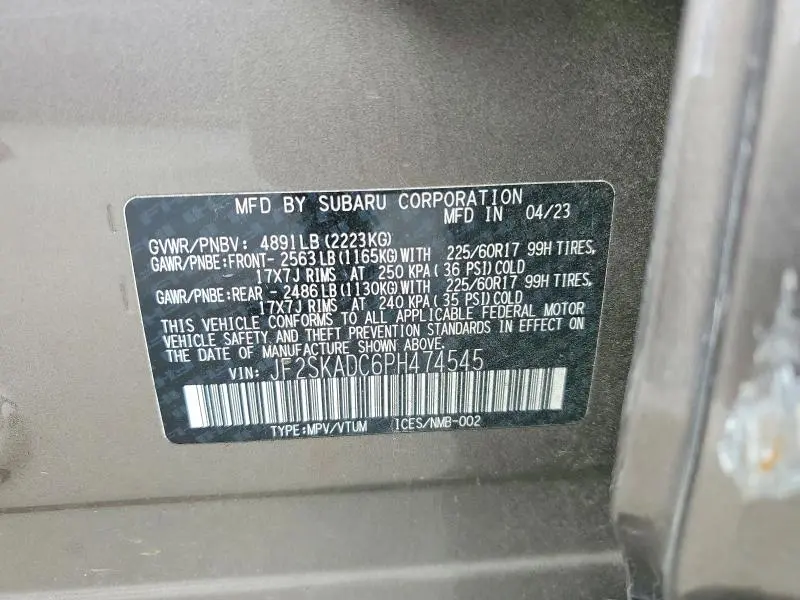 MFD BY SUBARU CORPORATION
MFD IN 04/23
GVWR/PNBV: 4891LB(2223KG)
GAWR/PNBE:FRONT- 2563LB(1165KG)WITH 225/60R17 99H TIRES,
17X7J RIMS AT 250 KPA(36 PSI)COLD
GAWR/PNBE:REAR - 2486LB(1130KG)WITH 225/60R17 99H TIRES,
17X7J RIMS AT 240 KPA(35 PSI)COLD
THIS VEHICLE CONFORMS TO ALL APPLICABLE FEDERAL MOTOR
VEHICLE SAFETY AND THEFT PREVENTION STANDARDS IN EFFECT ON
THE DATE OF MANUFACTURE SHOWN ABOVE.
VIN: JF2SKADC6PH474545
TYPE:MPV/VTUM ICES/NMB-002